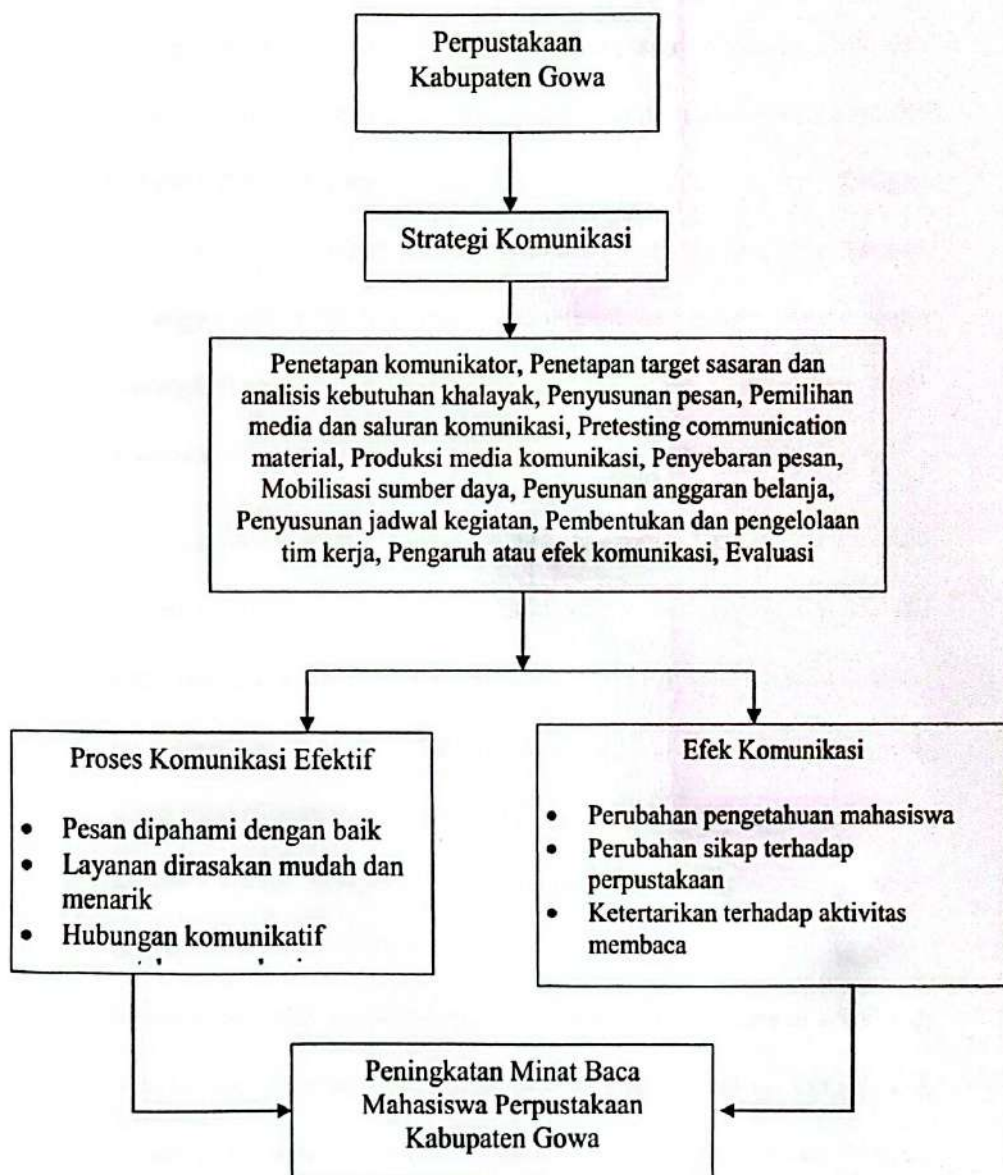 Perpustakaan
Kabupaten Gowa
Strategi Komunikasi
Penetapan komunikator, Penetapan target sasaran dan
analisis kebutuhan khalayak, Penyusunan pesan, Pemilihan
media dan saluran komunikasi, Pretesting communication
material, Produksi media komunikasi, Penyebaran pesan,
Mobilisasi sumber daya, Penyusunan anggaran belanja,
Penyusunan jadwal kegiatan, Pembentukan dan pengelolaan
tim kerja, Pengaruh atau efek komunikasi, Evaluasi
Proses Komunikasi Efektif
• Pesan dipahami dengan baik
• Layanan dirasakan mudah dan
menarik
• Hubungan komunikatif
Efek Komunikasi
• Perubahan pengetahuan mahasiswa
• Perubahan sikap terhadap
perpustakaan
• Ketertarikan terhadap aktivitas
membaca
Peningkatan Minat Baca
Mahasiswa Perpustakaan
Kabupaten Gowa